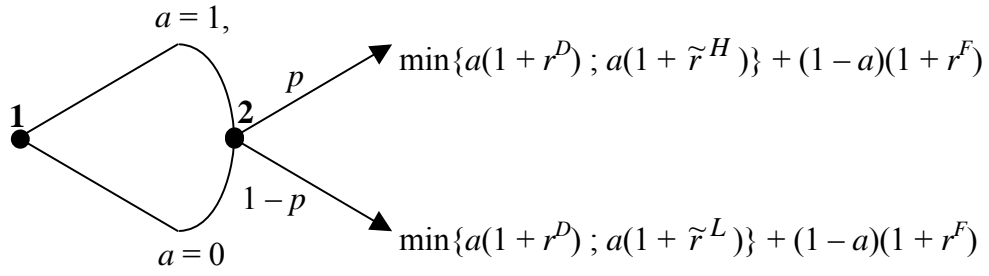 a = 1,
min{a(1 + r^D) ; a(1 + r̃^H)} + (1 – a)(1 + r^F)
p
1
2
1 – p
min{a(1 + r^D) ; a(1 + r̃^L)} + (1 – a)(1 + r^F)
a = 0